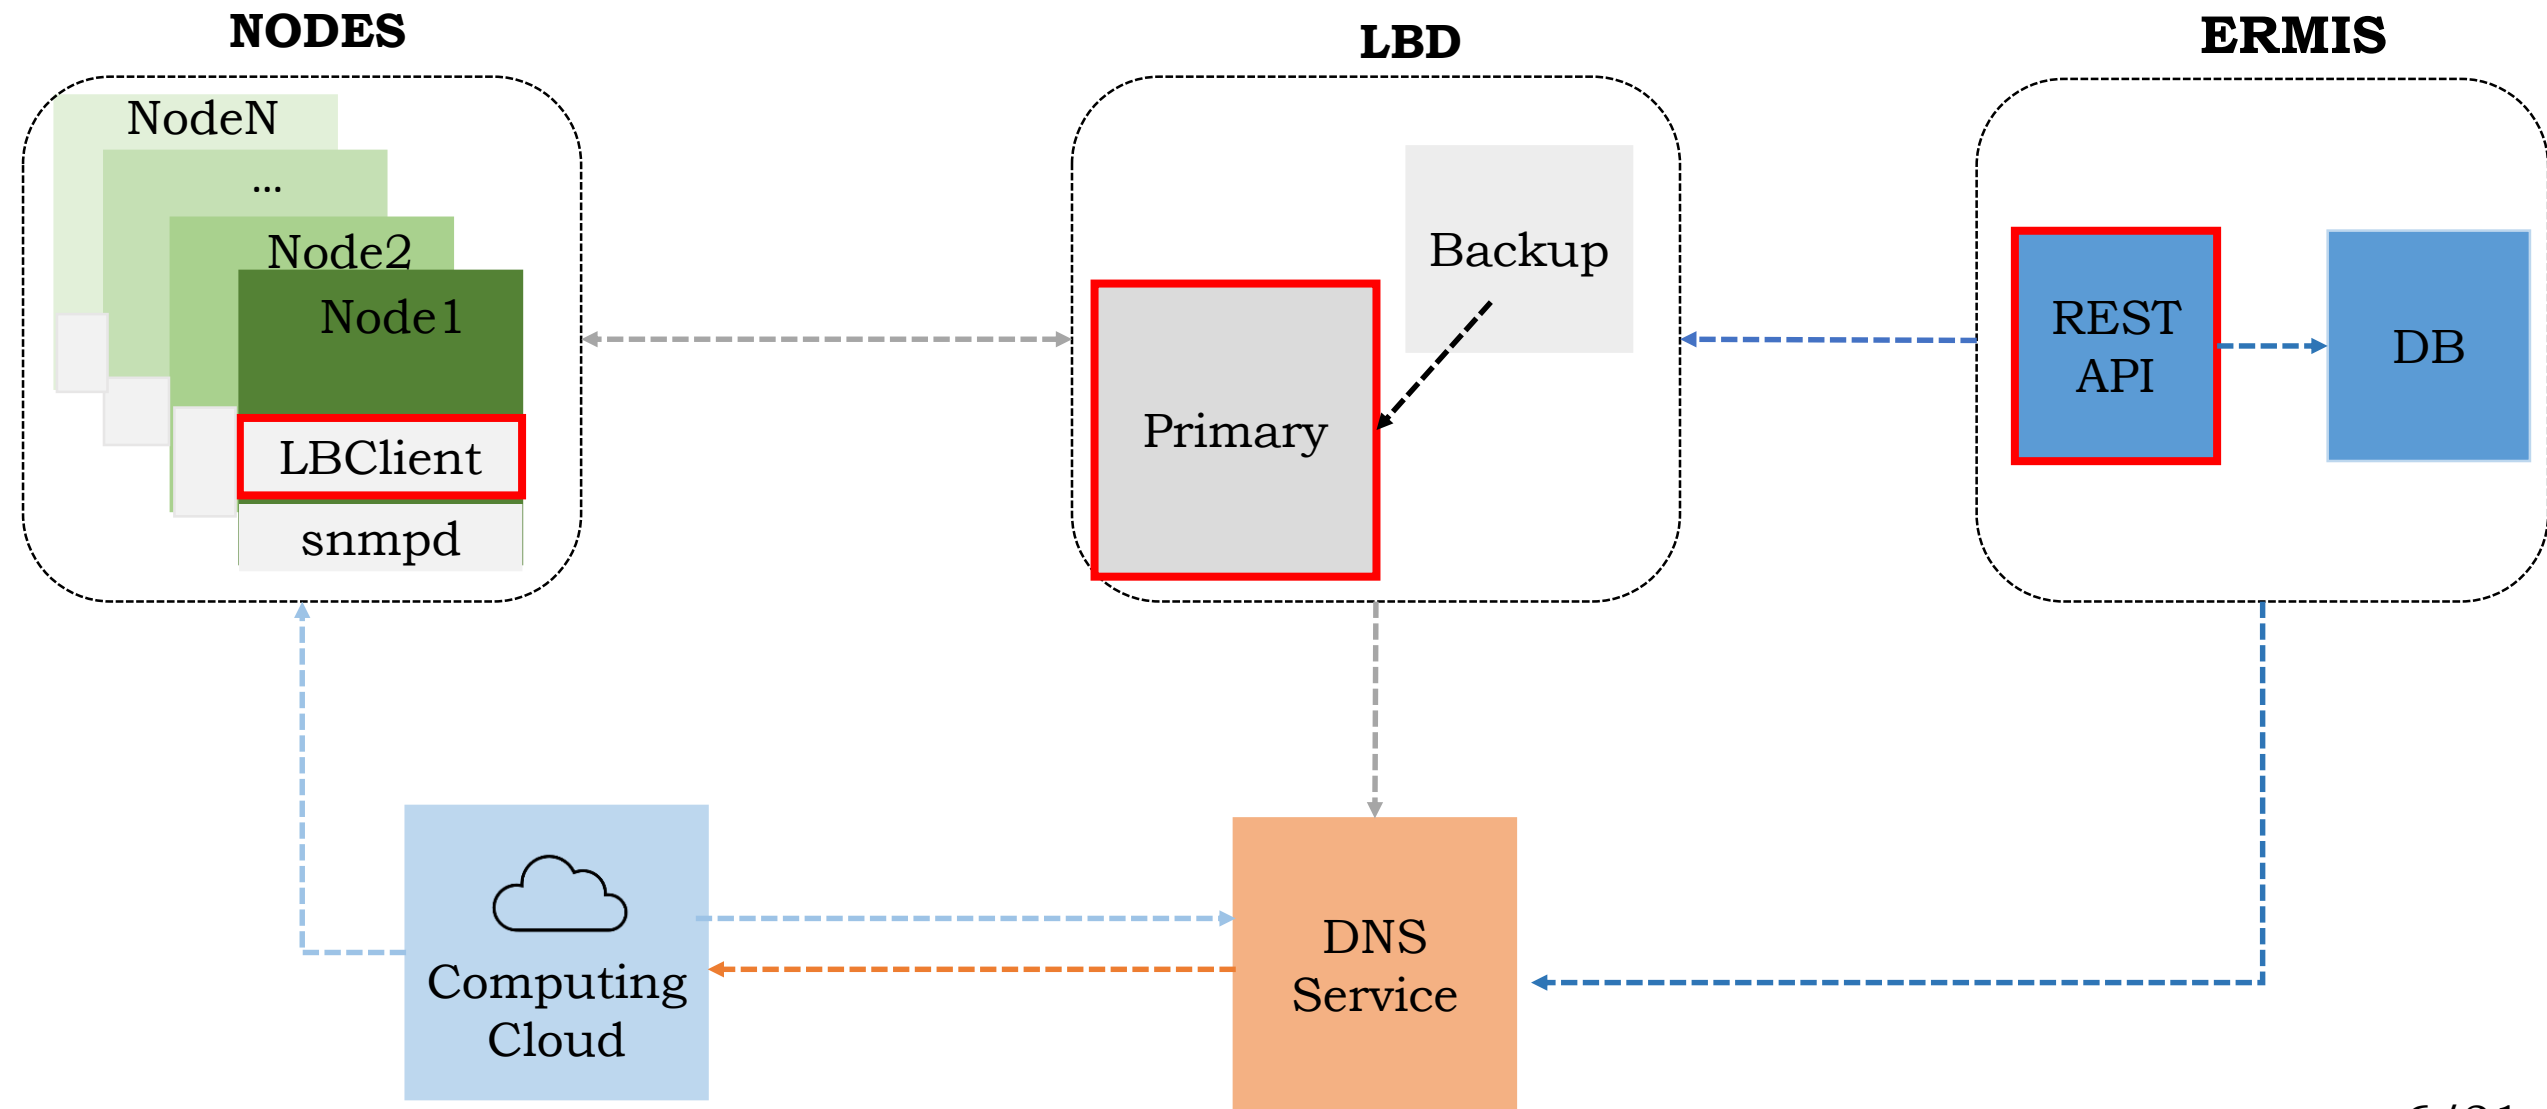 NODES
LBD
ERMIS
NodeN
...
Node2
Node1
LBClient
snmpd
Backup
Primary
REST
API
DB
Computing
Cloud
DNS
Service